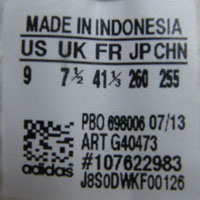 MADE IN INDONESIA
US UK FR JP CHN
9 7½ 41⅓ 260 255
PBO 698006 07/13
ART G40473
#107622983
adidas J8S0DWKF00126